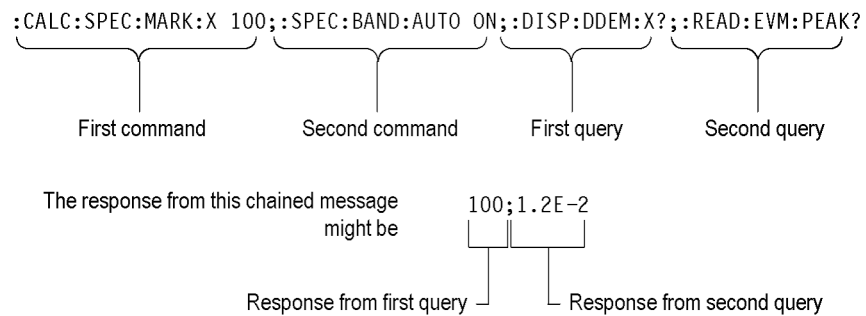 :CALC:SPEC:MARK:X 100;:SPEC:BAND:AUTO ON;:DISP:DDEM:X?;:READ:EVM:PEAK?
First command Second command First query Second query
The response from this chained message
might be
100;1.2E-2
Response from first query Response from second query